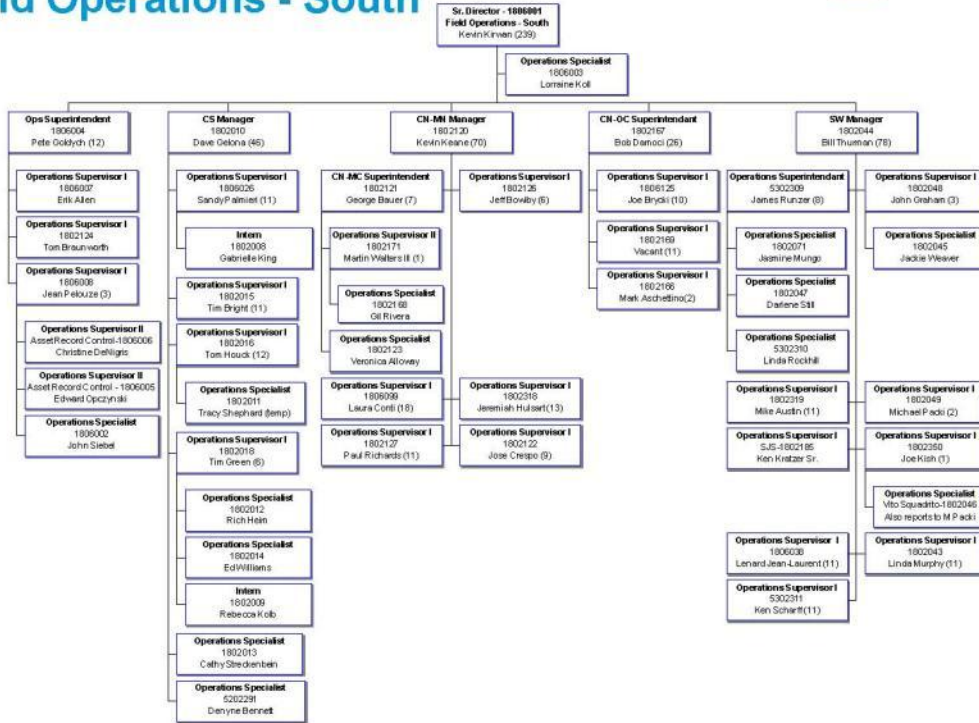 ld Operations - South
Sr. Director - 1806001
Field Operations - South
Kevin Kirwan (239)
Operations Specialist
1806003
Lorraine Koll
Ops Superintendent
1806004
Pete Goldych (12)
Operations Supervisor I
1806007
Erik Allen
Operations Supervisor I
1802124
Tom Braunworth
Operations Supervisor I
1806008
Jean Pelouze (3)
Operations Supervisor II
Asset Record Control-1806006
Christine DeNigris
Operations Supervisor II
Asset Record Control - 1806005
Edward Opczynski
Operations Specialist
1806002
John Siebel
CS Manager
1802010
Dave Gelona (46)
Operations Supervisor I
1806026
Sandy Palmieri (11)
Intern
1802008
Gabrielle King
Operations Supervisor I
1802015
Tim Bright (11)
Operations Supervisor I
1802016
Tom Houck (12)
Operations Specialist
1802011
Tracy Shephard (temp)
Operations Supervisor I
1802018
Tim Green (6)
Operations Specialist
1802012
Rich Heim
Operations Specialist
1802014
Ed Williams
Intern
1802009
Rebecca Kolb
Operations Specialist
1802013
Cathy Streckenbein
Operations Specialist
5202291
Denyne Bennett
CN-MN Manager
1802120
Kevin Keane (70)
CN-MC Superintendent
1802121
George Bauer (7)
Operations Supervisor II
1802171
Martin Walters III (1)
Operations Specialist
1802168
Gil Rivera
Operations Specialist
1802123
Veronica Alloway
Operations Supervisor I
1802126
Jeff Bowlby (6)
Operations Supervisor I
1806099
Laura Conti (18)
Operations Supervisor I
1802318
Jeremiah Hulsart (13)
Operations Supervisor I
1802127
Paul Richards (11)
Operations Supervisor I
1802122
Jose Crespo (9)
CN-OC Superintendant
1802167
Bob Damoci (26)
Operations Supervisor I
1806125
Joe Brycki (10)
Operations Supervisor I
1802169
Vacant (11)
Operations Supervisor I
1802166
Mark Aschettino(2)
SW Manager
1802044
Bill Thurman (78)
Operations Superintendant
5302309
James Runzer (8)
Operations Specialist
1802071
Jasmine Mungo
Operations Specialist
1802047
Darlene Still
Operations Specialist
5302310
Linda Rockhill
Operations Supervisor I
1802048
John Graham (3)
Operations Specialist
1802045
Jackie Weaver
Operations Supervisor I
1802319
Mike Austin (11)
Operations Supervisor I
1802049
Michael Packi (2)
Operations Supervisor I
SJS-1802185
Ken Kratzer Sr.
Operations Supervisor I
1802350
Joe Kish (1)
Operations Specialist
Vito Squadrito-1802046
Also reports to M Packi
Operations Supervisor I
1806038
Lenard Jean-Laurent (11)
Operations Supervisor I
1802043
Linda Murphy (11)
Operations Supervisor I
5302311
Ken Scharff (11)